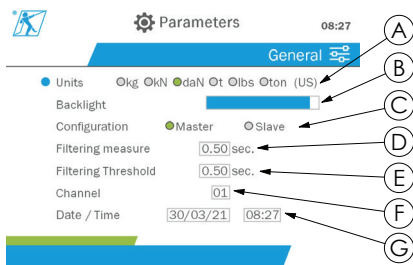 Parameters 08:27
General
Units kg kN daN t lbs ton (US)
Backlight
Configuration Master Slave
Filtering measure 0.50 sec.
Filtering Threshold 0.50 sec.
Channel 01
Date / Time 30/03/21 08:27
A
B
C
D
E
F
G